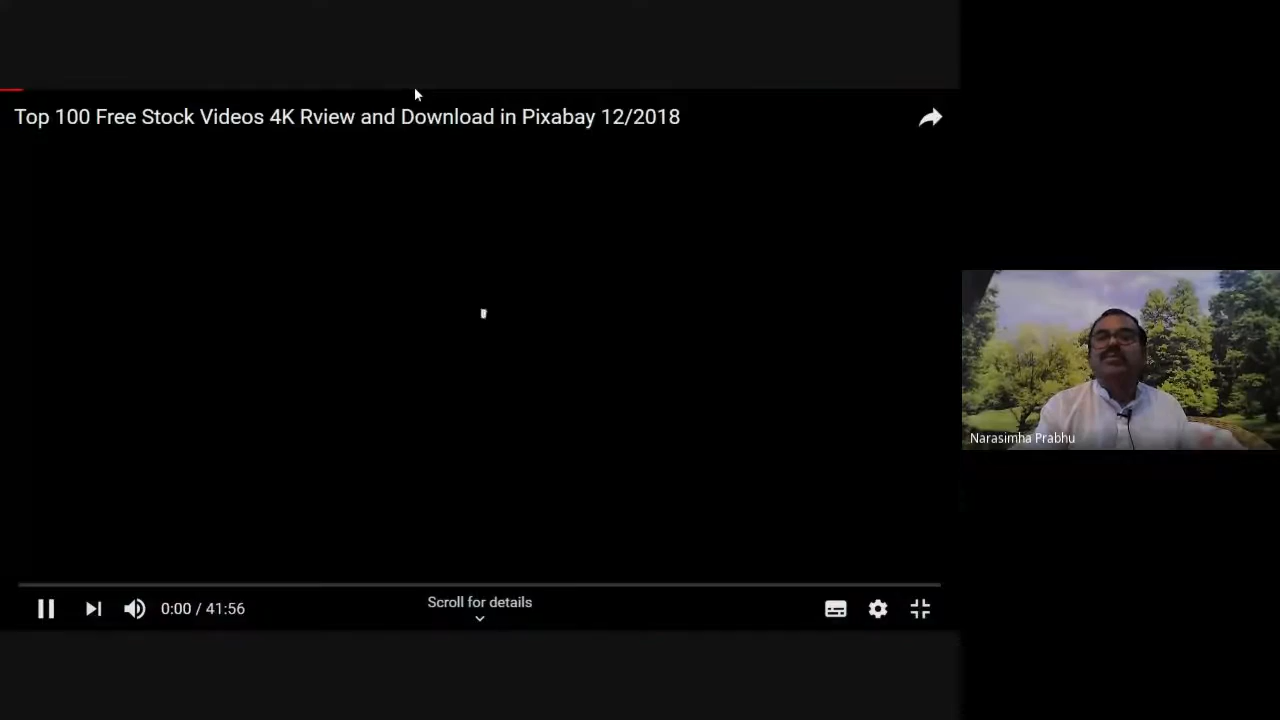 Top 100 Free Stock Videos 4K Rview and Download in Pixabay 12/2018
Narasimha Prabhu
0:00 / 41:56
Scroll for details